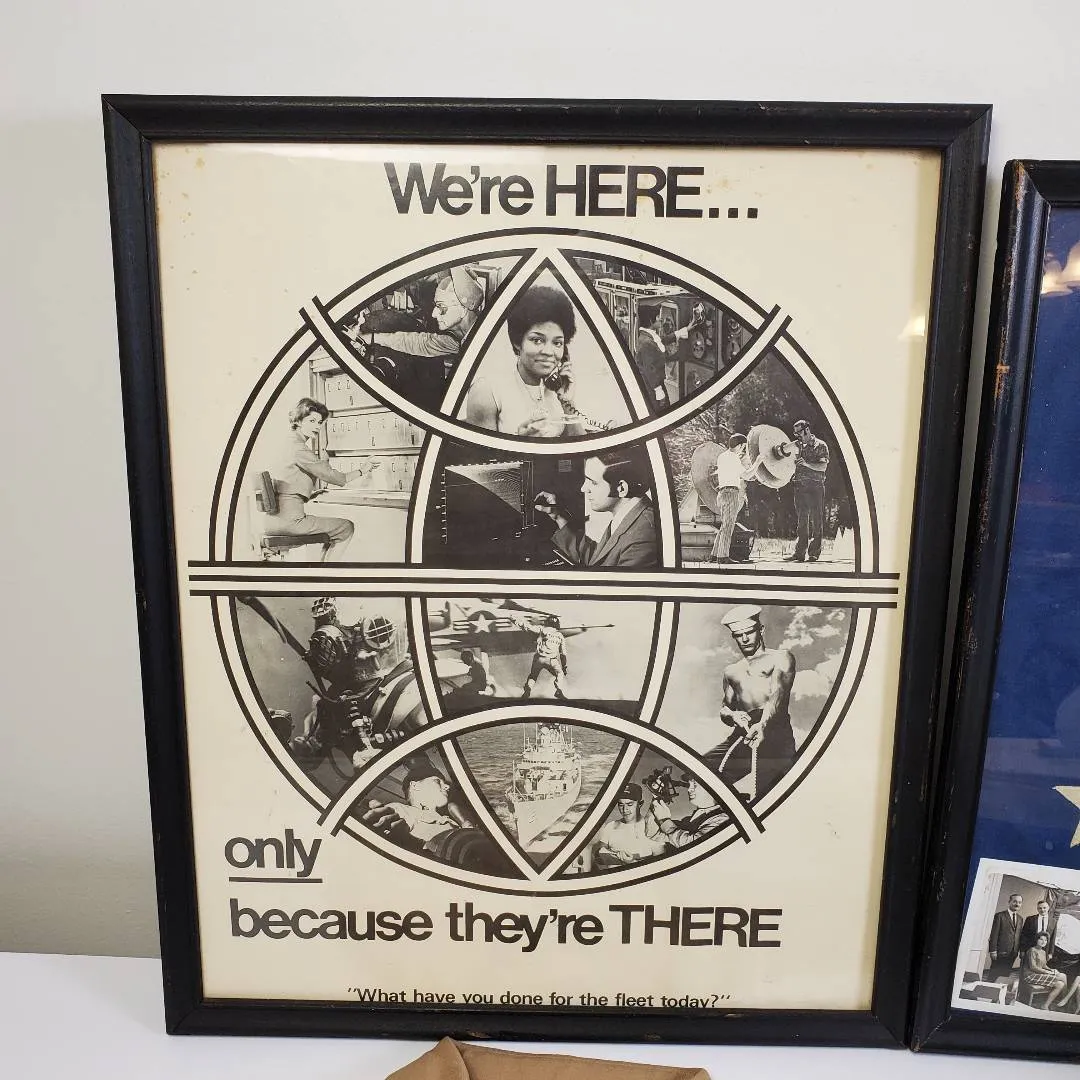 We're HERE...
only
because they're THERE
"What have you done for the fleet today?"